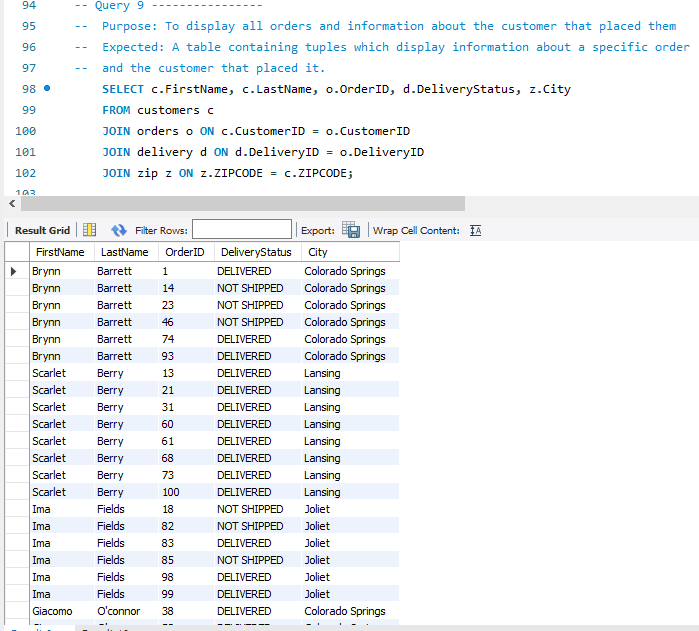 94 -- Query 9 ----------------
95 -- Purpose: To display all orders and information about the customer that placed them
96 -- Expected: A table containing tuples which display information about a specific order
97 -- and the customer that placed it.
98 SELECT c.FirstName, c.LastName, o.OrderID, d.DeliveryStatus, z.City
99 FROM customers c
100 JOIN orders o ON c.CustomerID = o.CustomerID
101 JOIN delivery d ON d.DeliveryID = o.DeliveryID
102 JOIN zip z ON z.ZIPCODE = c.ZIPCODE;
103
Result Grid Filter Rows: Export: Wrap Cell Content: IA
FirstName LastName OrderID DeliveryStatus City
Brynn Barrett 1 DELIVERED Colorado Springs
Brynn Barrett 14 NOT SHIPPED Colorado Springs
Brynn Barrett 23 NOT SHIPPED Colorado Springs
Brynn Barrett 46 NOT SHIPPED Colorado Springs
Brynn Barrett 74 DELIVERED Colorado Springs
Brynn Barrett 93 DELIVERED Colorado Springs
Scarlet Berry 13 DELIVERED Lansing
Scarlet Berry 21 DELIVERED Lansing
Scarlet Berry 31 DELIVERED Lansing
Scarlet Berry 60 DELIVERED Lansing
Scarlet Berry 61 DELIVERED Lansing
Scarlet Berry 68 DELIVERED Lansing
Scarlet Berry 73 DELIVERED Lansing
Scarlet Berry 100 DELIVERED Lansing
Ima Fields 18 NOT SHIPPED Joliet
Ima Fields 82 NOT SHIPPED Joliet
Ima Fields 83 DELIVERED Joliet
Ima Fields 85 NOT SHIPPED Joliet
Ima Fields 98 DELIVERED Joliet
Ima Fields 99 DELIVERED Joliet
Giacomo O'connor 38 DELIVERED Colorado Springs